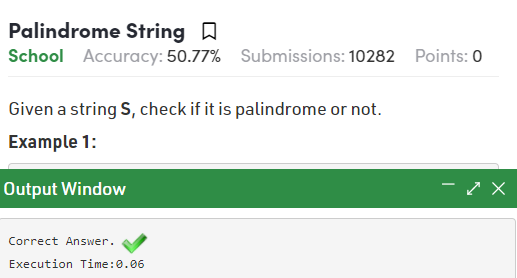 Palindrome String
School Accuracy: 50.77% Submissions: 10282 Points: 0
Given a string S, check if it is palindrome or not.
Example 1:
Output Window
Correct Answer.
Execution Time:0.06